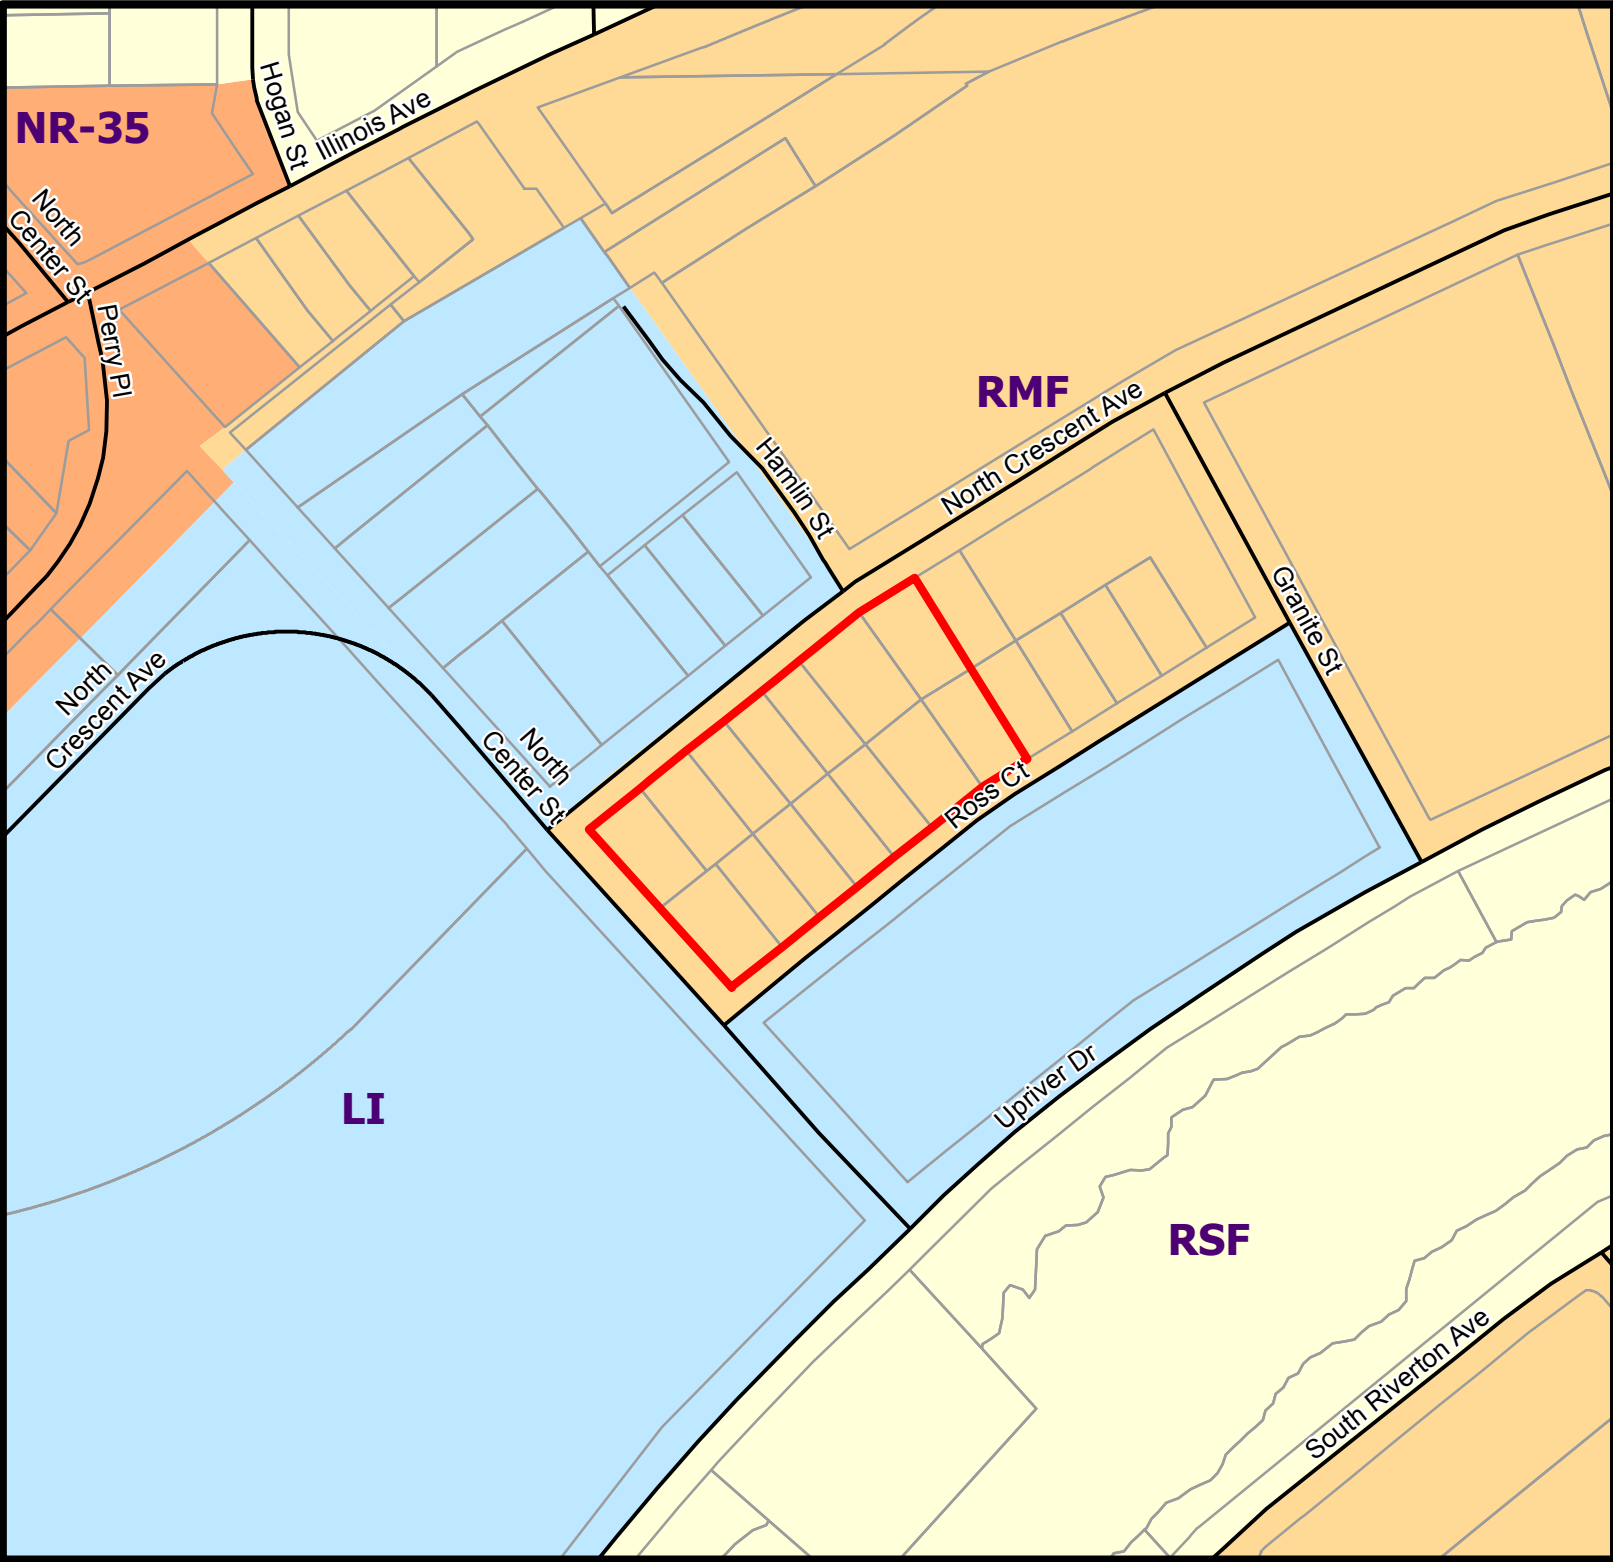 Hogan St
Illinois Ave
NR-35
North
Center St
Perry Pl
RMF
North Crescent Ave
Hamlin St
Granite St
North
Crescent Ave
North
Center St
Ross Ct
Upriver Dr
LI
RSF
South Riverton Ave